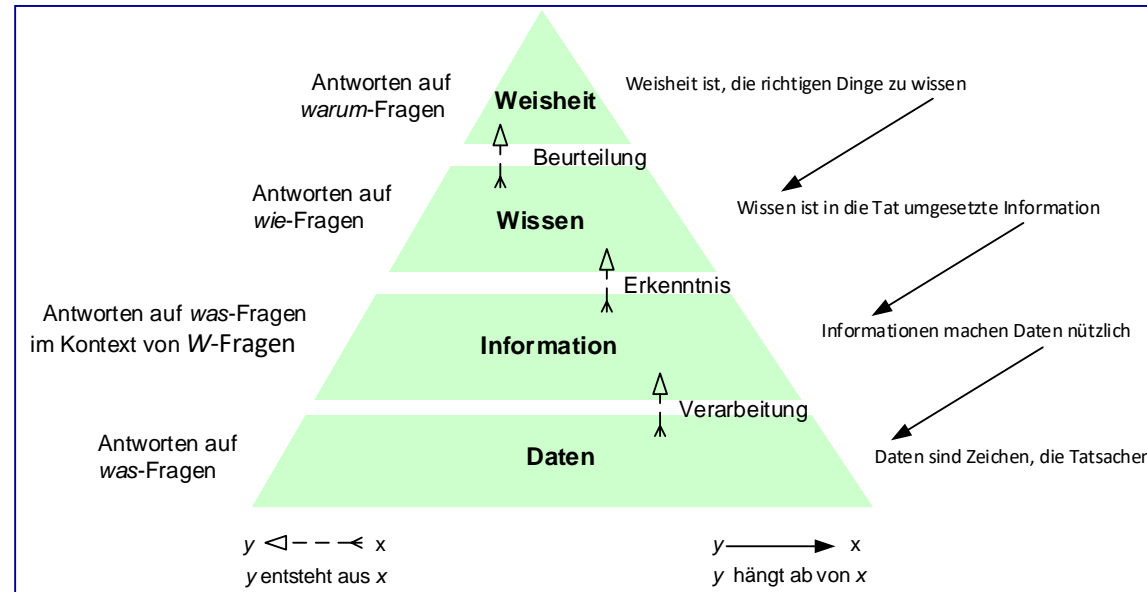 Antworten auf
warum-Fragen
Weisheit
Weisheit ist, die richtigen Dinge zu wissen
Beurteilung
Antworten auf
wie-Fragen
Wissen
Wissen ist in die Tat umgesetzte Information
Erkenntnis
Antworten auf was-Fragen
im Kontext von W-Fragen
Information
Informationen machen Daten nützlich
Verarbeitung
Antworten auf
was-Fragen
Daten
Daten sind Zeichen, die Tatsachen
y x
y entsteht aus x
y x
y hängt ab von x